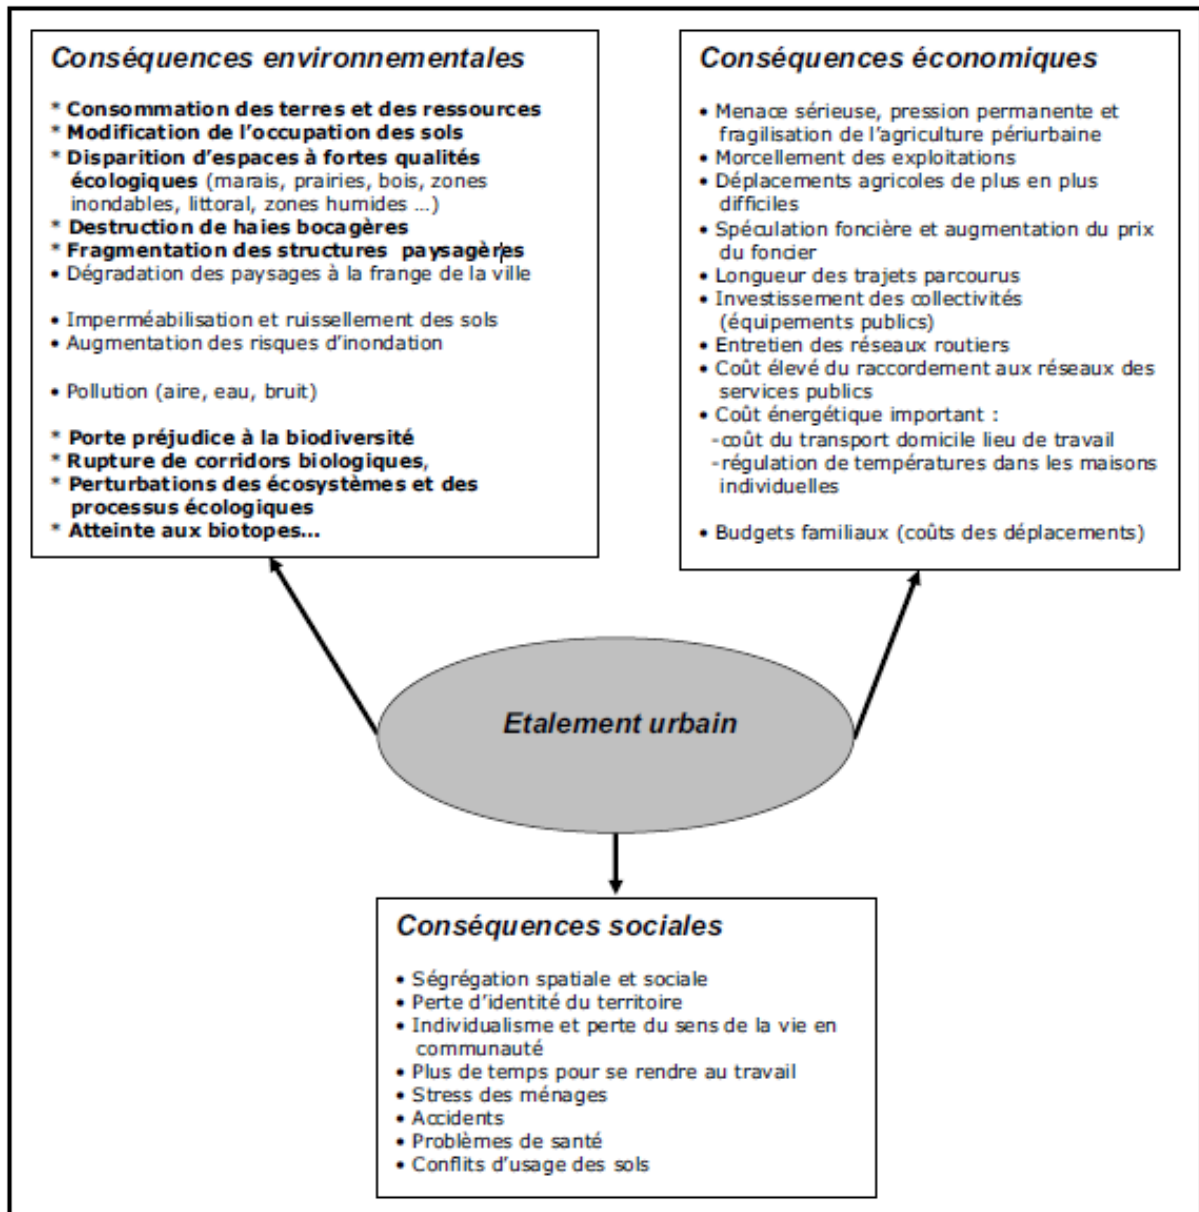 Conséquences environnementales
* Consommation des terres et des ressources
* Modification de l'occupation des sols
* Disparition d'espaces à fortes qualités
écologiques (marais, prairies, bois, zones
inondables, littoral, zones humides ...)
* Destruction de haies bocagères
* Fragmentation des structures paysagères
• Dégradation des paysages à la frange de la ville
• Imperméabilisation et ruissellement des sols
• Augmentation des risques d'inondation
• Pollution (aire, eau, bruit)
* Porte préjudice à la biodiversité
* Rupture de corridors biologiques,
* Perturbations des écosystèmes et des
processus écologiques
* Atteinte aux biotopes...
Conséquences économiques
• Menace sérieuse, pression permanente et
fragilisation de l'agriculture périurbaine
• Morcellement des exploitations
• Déplacements agricoles de plus en plus
difficiles
• Spéculation foncière et augmentation du prix
du foncier
• Longueur des trajets parcourus
• Investissement des collectivités
(équipements publics)
• Entretien des réseaux routiers
• Coût élevé du raccordement aux réseaux des
services publics
• Coût énergétique important :
-coût du transport domicile lieu de travail
-régulation de températures dans les maisons
individuelles
• Budgets familiaux (coûts des déplacements)
Etalement urbain
Conséquences sociales
• Ségrégation spatiale et sociale
• Perte d'identité du territoire
• Individualisme et perte du sens de la vie en
communauté
• Plus de temps pour se rendre au travail
• Stress des ménages
• Accidents
• Problèmes de santé
• Conflits d'usage des sols